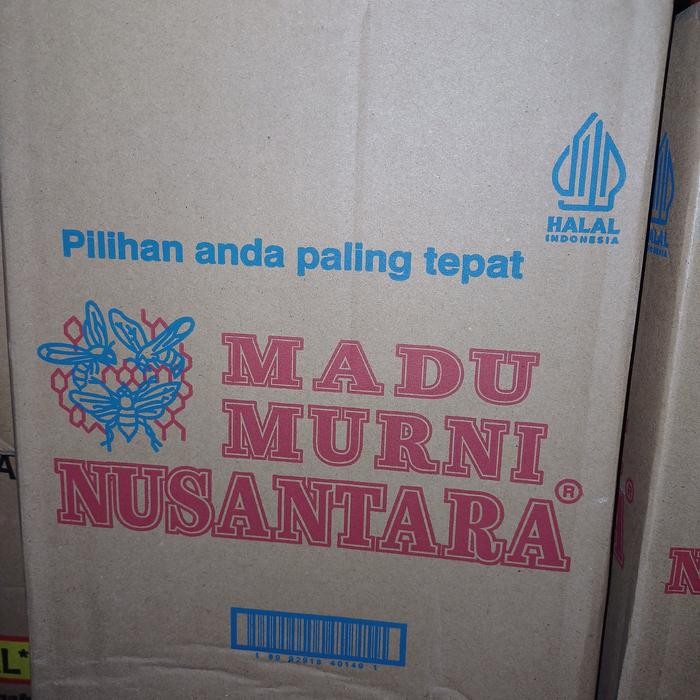 HALAL
INDONESIA
Pilihan anda paling tepat
MADU
MURNI
NUSANTARA®